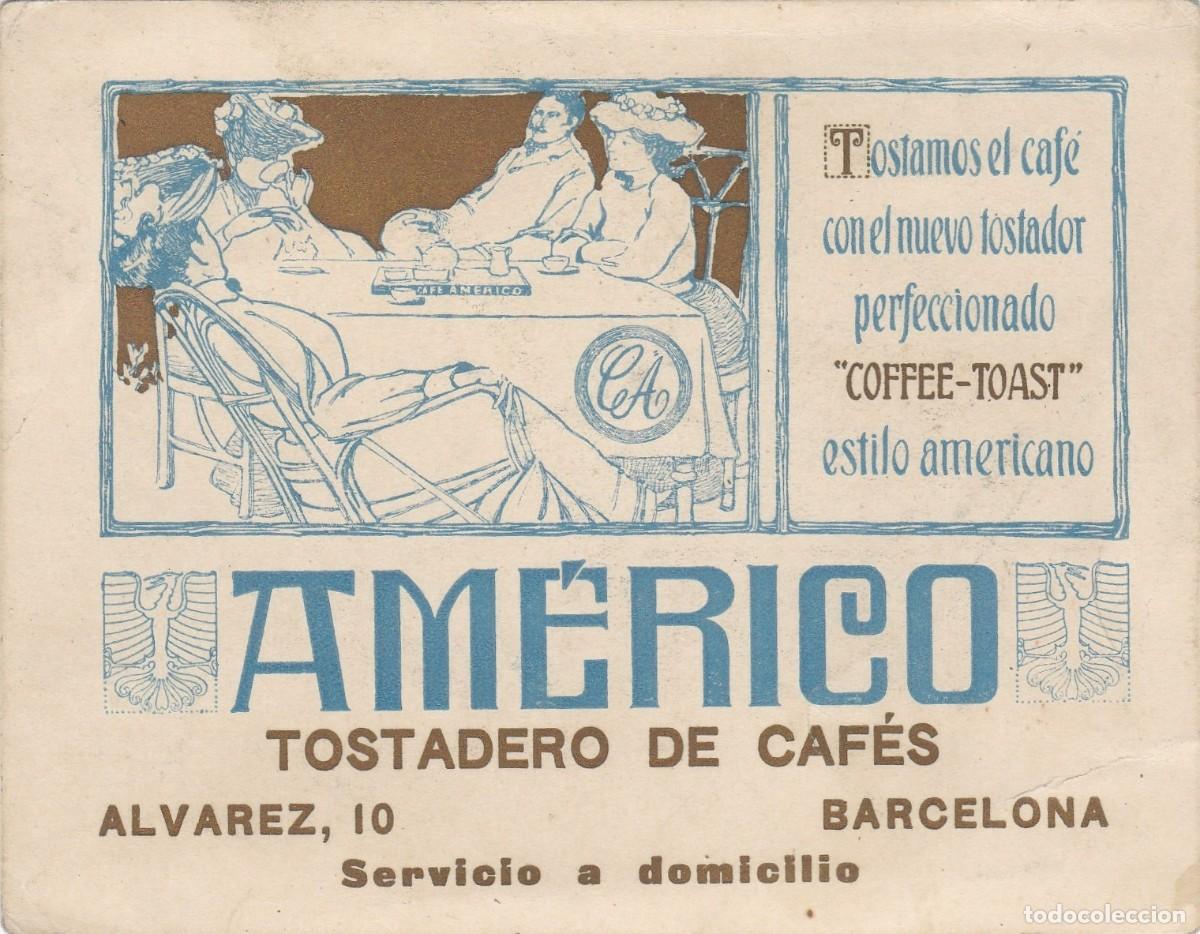 Tostamos el café
con el nuevo tostador
perfeccionado
"COFFEE-TOAST"
estilo americano
CAFE AMERICO
CA
AMÉRICO
TOSTADERO DE CAFÉS
ALVAREZ, 10 BARCELONA
Servicio a domicilio
todocoleccion